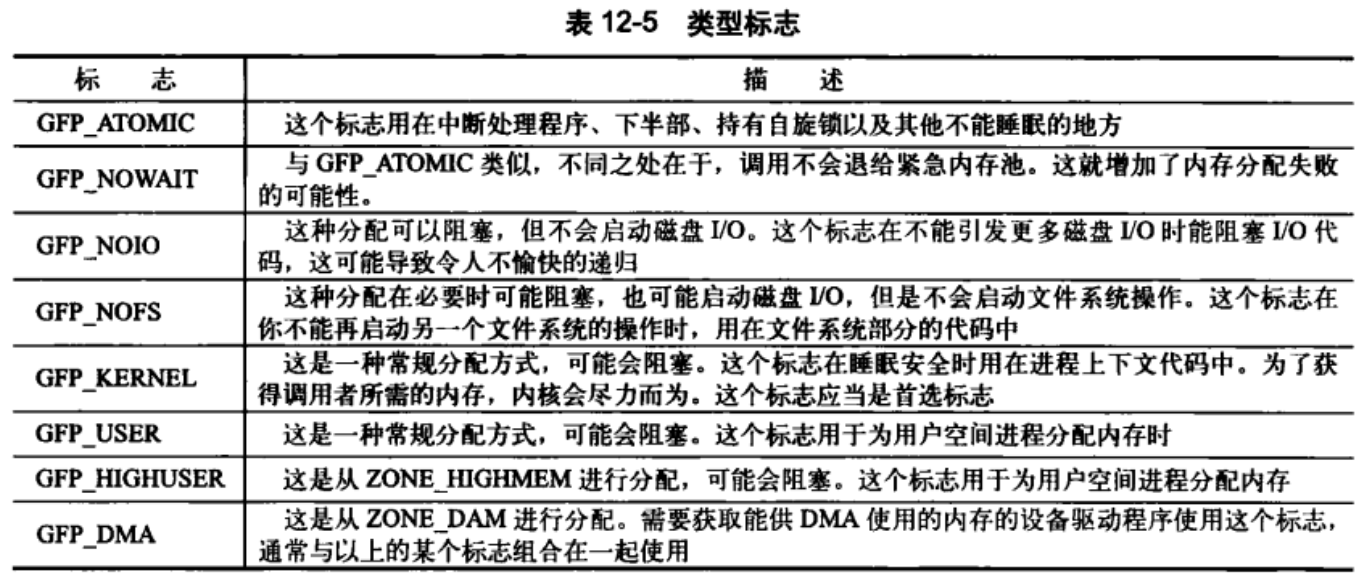 表 12-5 类型标志
标 志 描 述
GFP_ATOMIC 这个标志用在中断处理程序、下半部、持有自旋锁以及其他不能睡眠的地方
GFP_NOWAIT 与 GFP_ATOMIC 类似，不同之处在于，调用不会退给紧急内存池。这就增加了内存分配失败
的可能性。
GFP_NOIO 这种分配可以阻塞，但不会启动磁盘 I/O。这个标志在不能引发更多磁盘 I/O 时能阻塞 I/O 代
码，这可能导致令人不愉快的递归
GFP_NOFS 这种分配在必要时可能阻塞，也可能启动磁盘 I/O，但是不会启动文件系统操作。这个标志在
你不能再启动另一个文件系统的操作时，用在文件系统部分的代码中
GFP_KERNEL 这是一种常规分配方式，可能会阻塞。这个标志在睡眠安全时用在进程上下文代码中。为了获
得调用者所需的内存，内核会尽力而为。这个标志应当是首选标志
GFP_USER 这是一种常规分配方式，可能会阻塞。这个标志用于为用户空间进程分配内存时
GFP_HIGHUSER 这是从 ZONE_HIGHMEM 进行分配，可能会阻塞。这个标志用于为用户空间进程分配内存
GFP_DMA 这是从 ZONE_DAM 进行分配。需要获取能供 DMA 使用的内存的设备驱动程序使用这个标志，
通常与以上的某个标志组合在一起使用